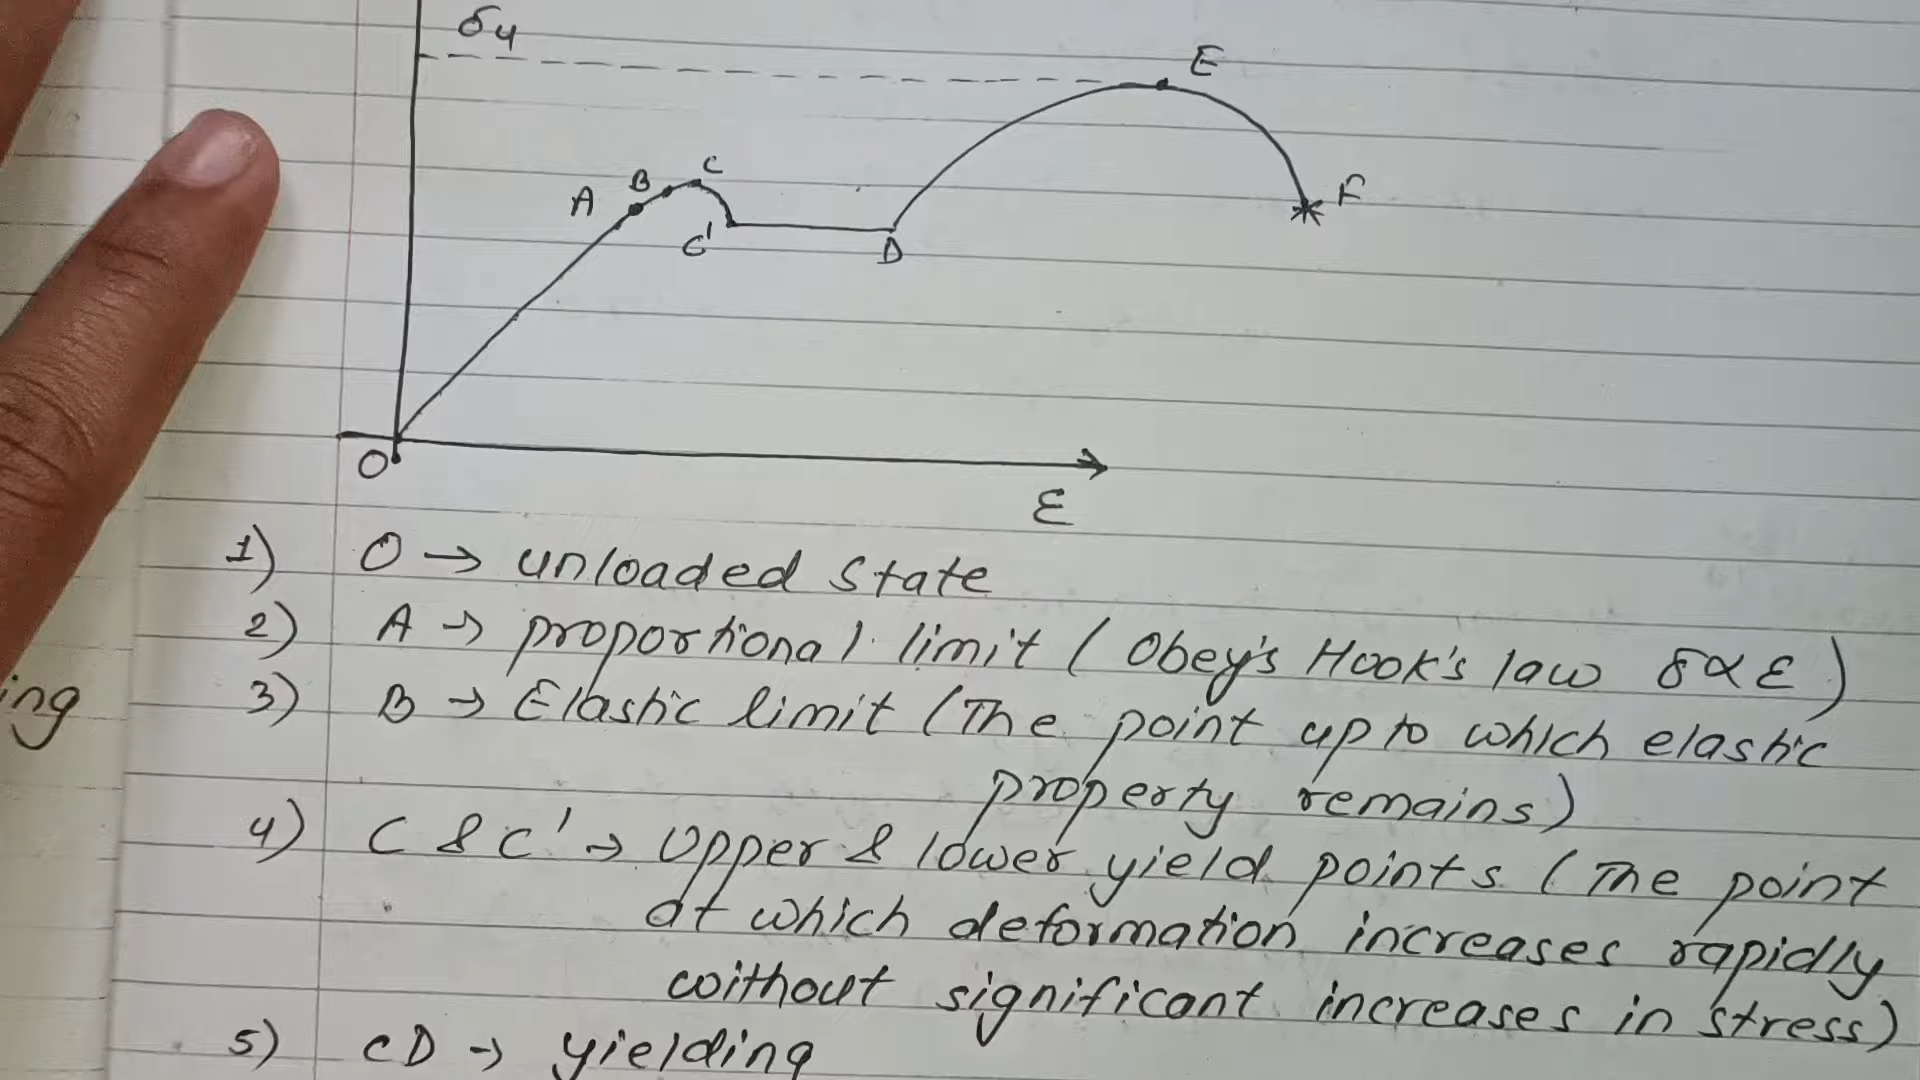 σu
E
A B C
F
C' D
O
ε
1) O → unloaded state
2) A → proportional limit ( Obey's Hook's law σ α ε )
ing
3) B → Elastic limit (The point up to which elastic
property remains)
4) C & C' → Upper & lower yield points (The point
at which deformation increases rapidly
without significant increases in stress)
5) CD → yielding